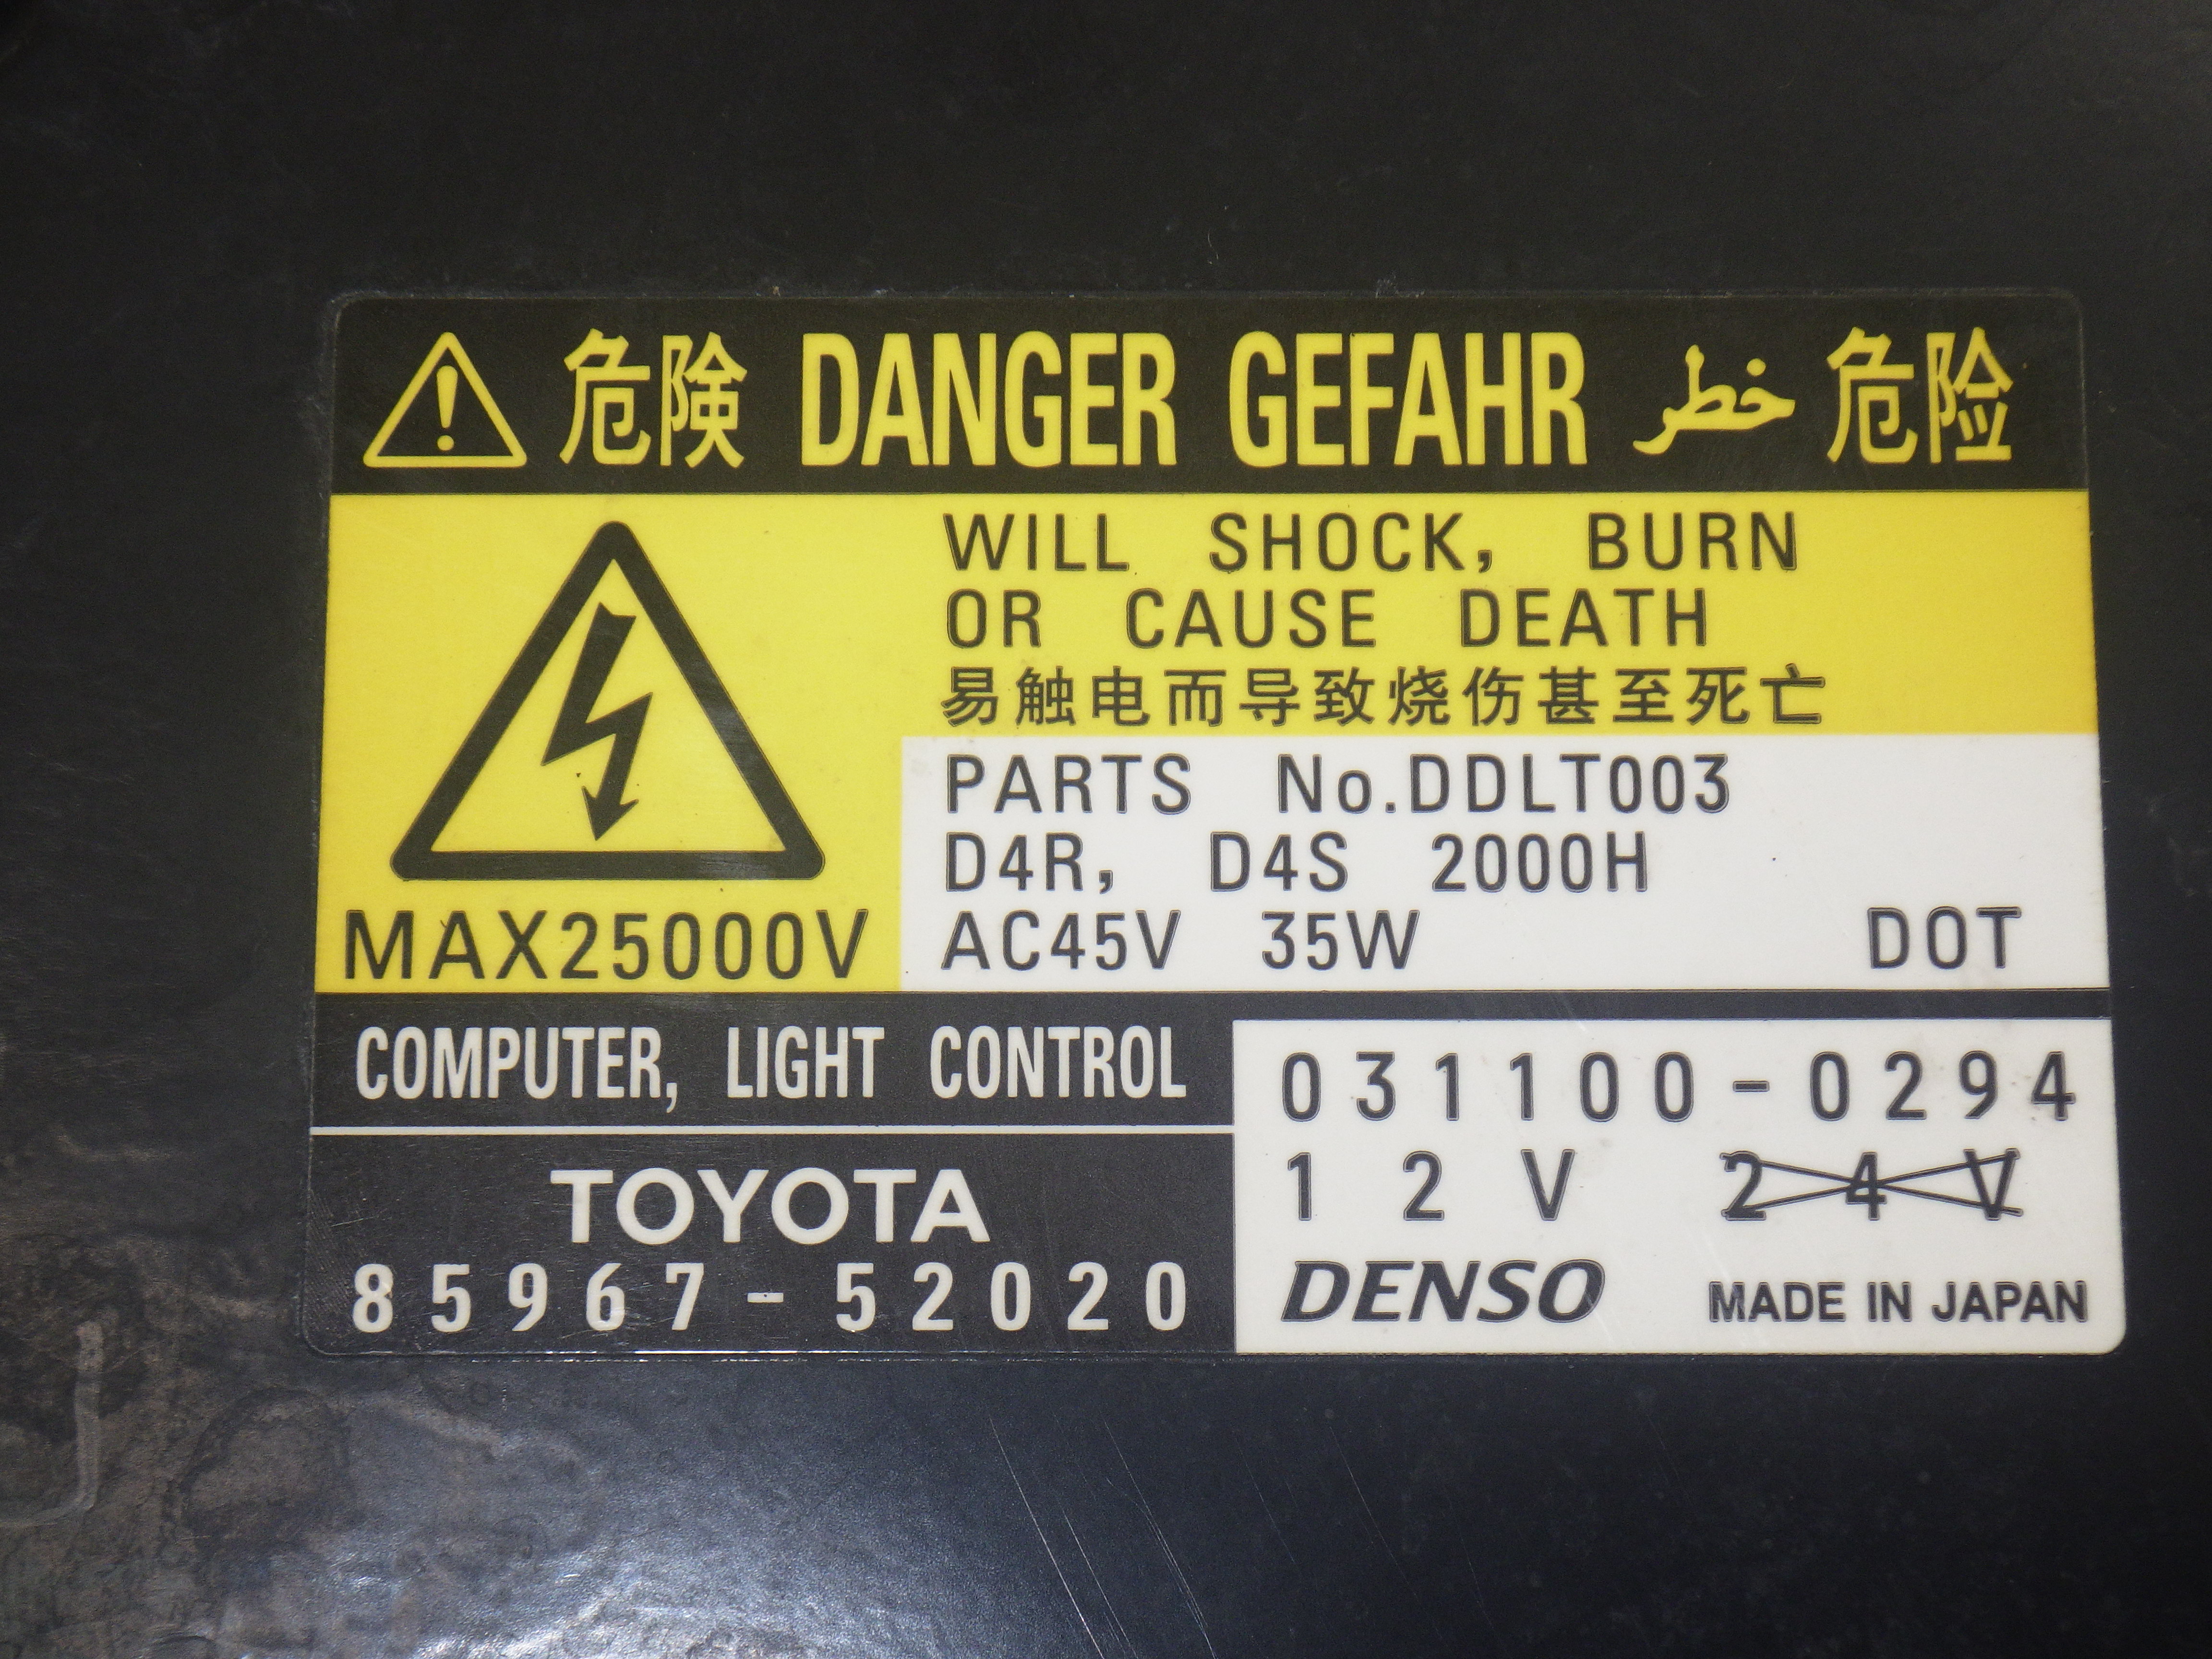 危険 DANGER GEFAHR خطر 危险
WILL SHOCK, BURN
OR CAUSE DEATH
易触电而导致烧伤甚至死亡
MAX25000V
PARTS No.DDLT003
D4R, D4S 2000H
AC45V 35W DOT
COMPUTER, LIGHT CONTROL
TOYOTA
85967-52020
031100-0294
12V 24V
DENSO MADE IN JAPAN